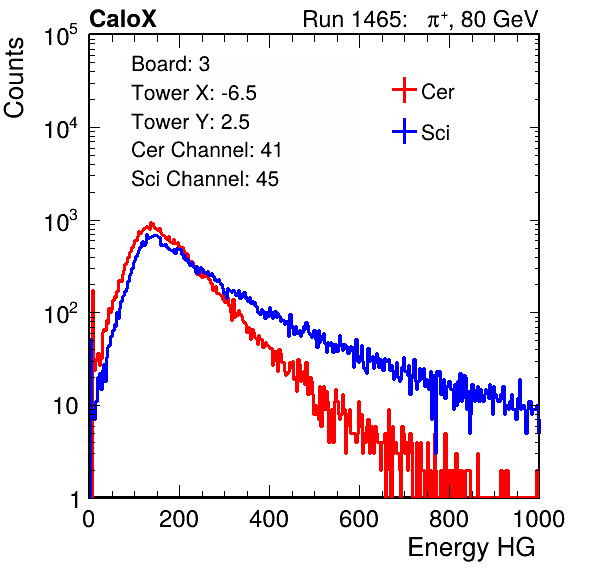 CaloX
Run 1465: π⁺, 80 GeV
Counts
Board: 3
Tower X: -6.5
Tower Y: 2.5
Cer Channel: 41
Sci Channel: 45
Cer
Sci
10⁵
10⁴
10³
10²
10
1
0 200 400 600 800 1000
Energy HG